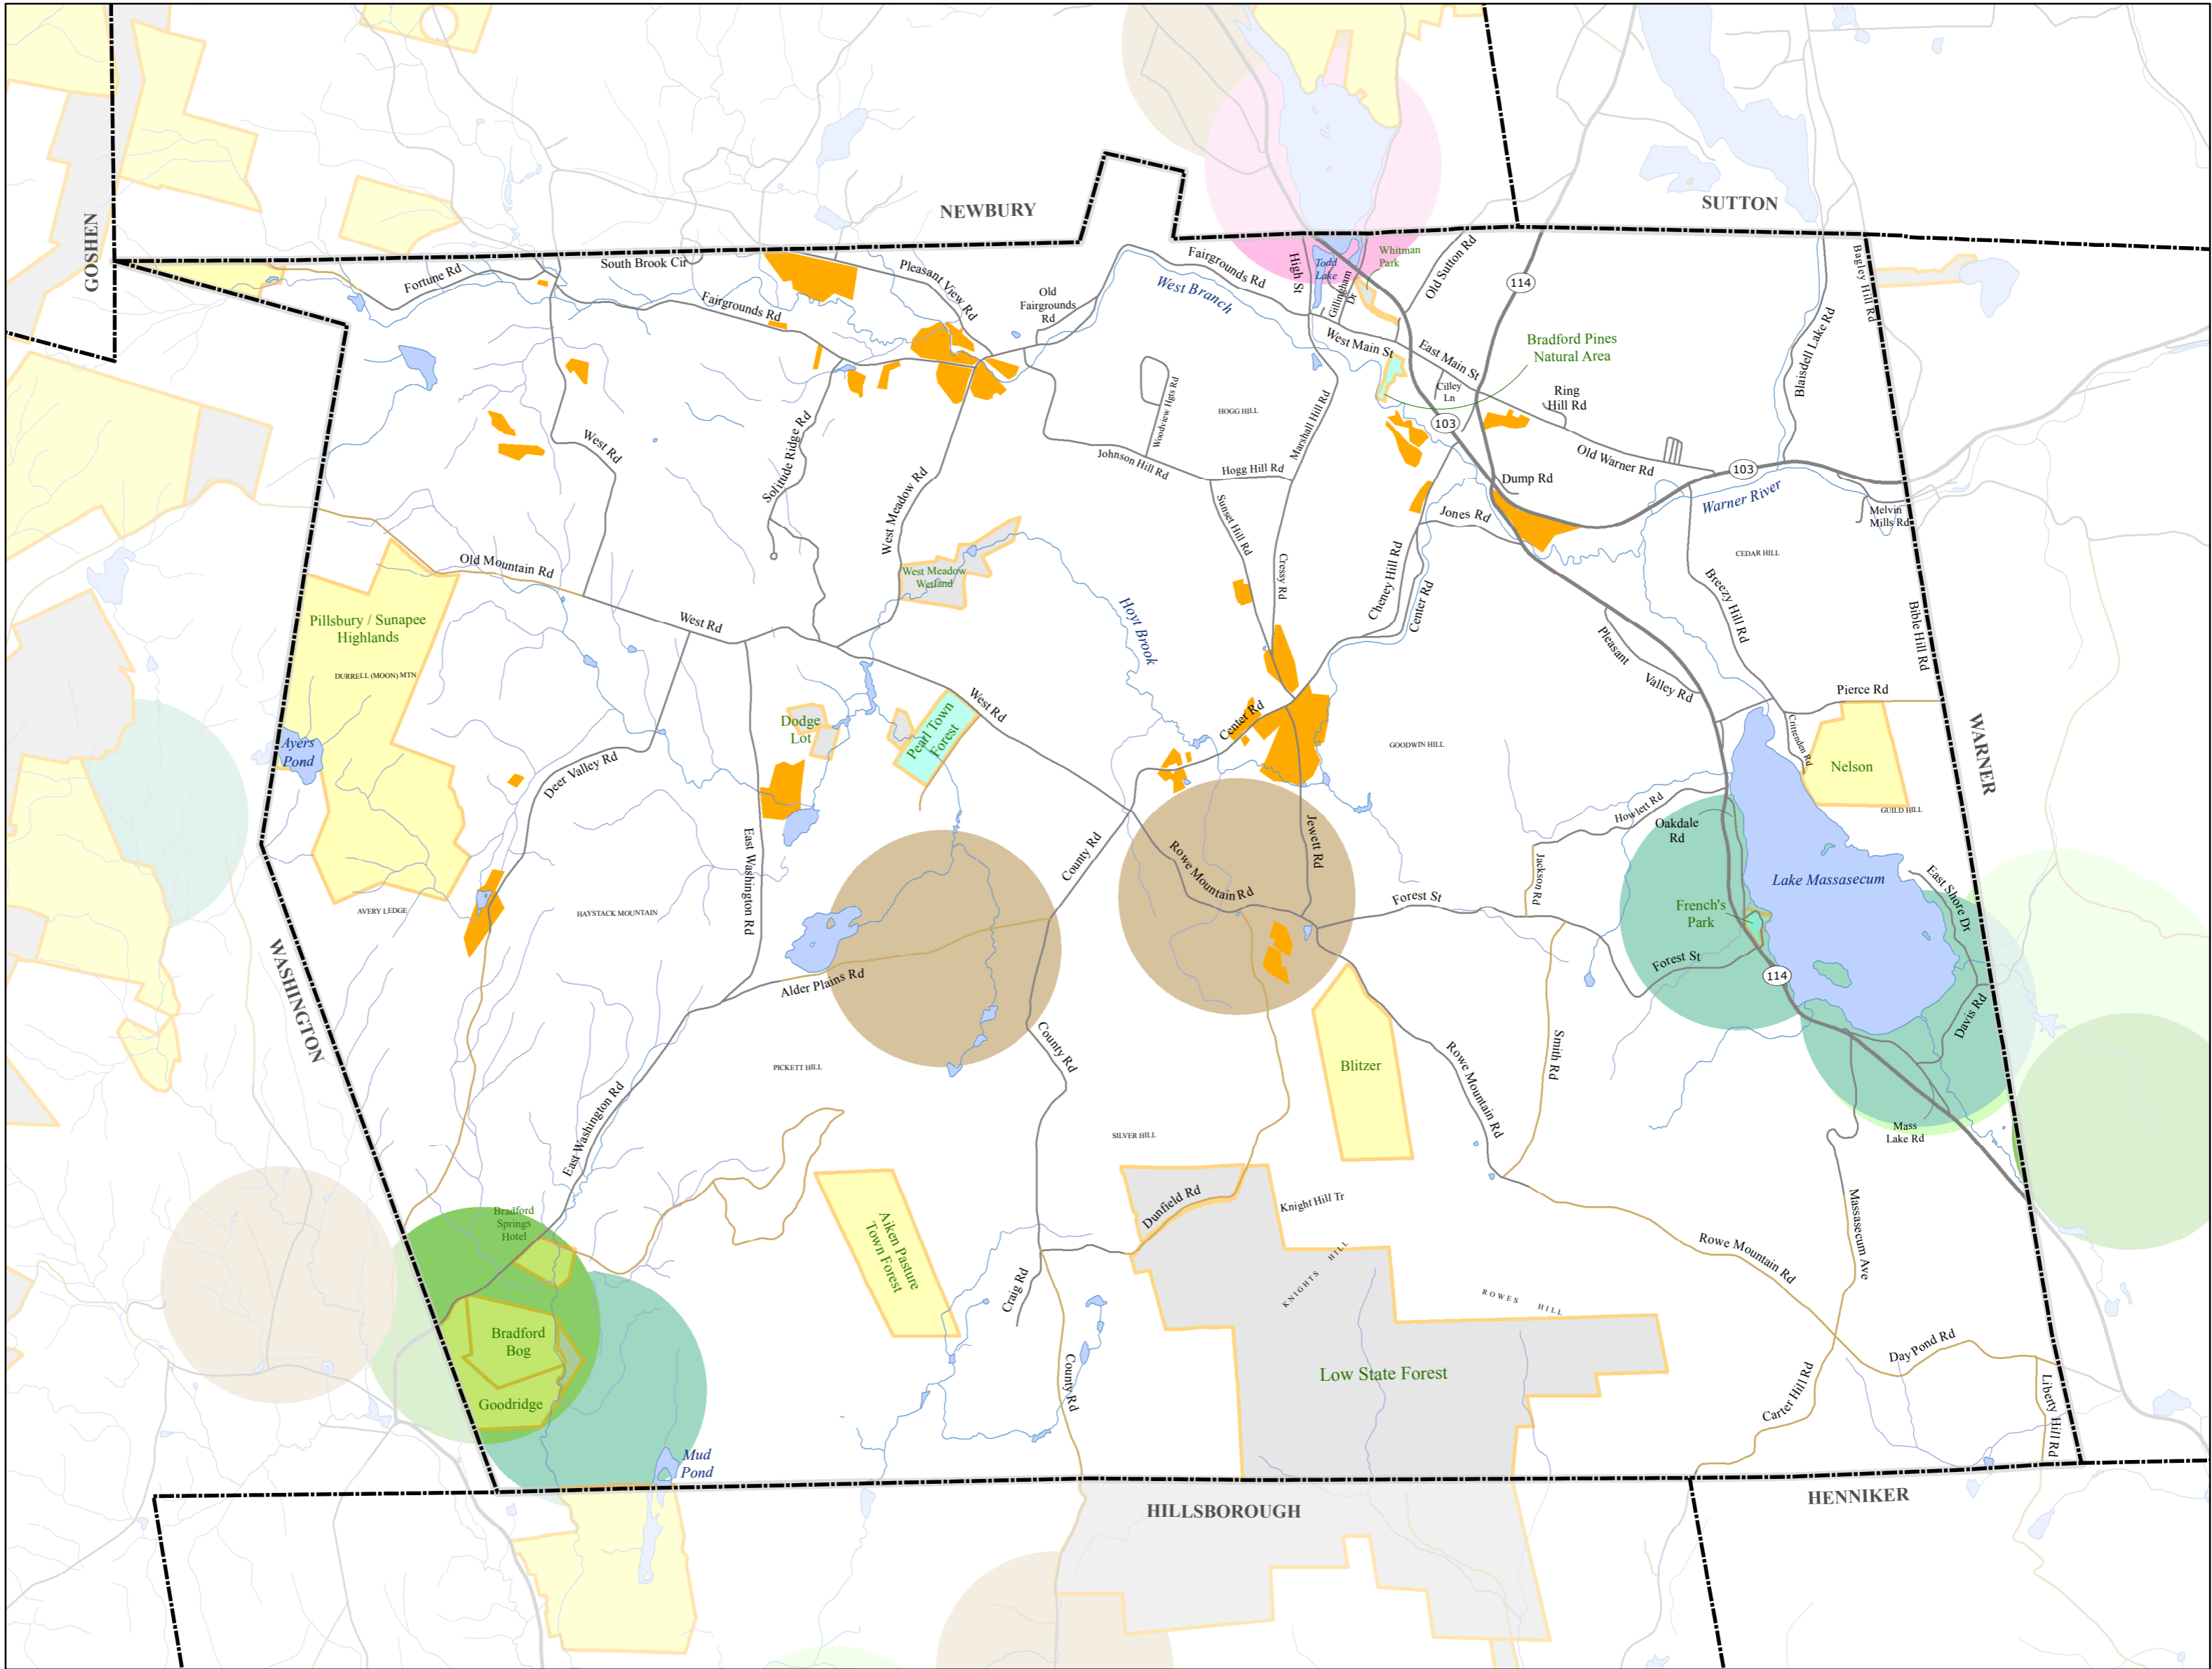 NEWBURY
SUTTON
GOSHEN
Fortune Rd
South Brook Cir
Fairgrounds Rd
Pleasant View Rd
Old
Fairgrounds
Rd
Fairgrounds Rd
West Branch
High St
Todd
Lake
Gillingham
Dr
Whitman
Park
Old Sutton Rd
114
Bagley Hill Rd
Blaisdell Lake Rd
West Main St
East Main St
Bradford Pines
Natural Area
Cilley
Ln
Ring
Hill Rd
103
Old Warner Rd
103
Warner River
Melvin
Mills Rd
CEDAR HILL
Dump Rd
Jones Rd
HOGG HILL
Woodview Hgts Rd
Marshall Hill Rd
Johnson Hill Rd
Hogg Hill Rd
Sunset Hill Rd
Cressy Rd
Cheney Hill Rd
Center Rd
West Rd
Solitude Ridge Rd
West Meadow Rd
West Meadow
Wetland
Old Mountain Rd
West Rd
Hoyt Brook
Pillsbury / Sunapee
Highlands
DURRELL (MOON) MTN
Ayers
Pond
Breezy Hill Rd
Bible Hill Rd
Pleasant
Valley Rd
Pierce Rd
Crittenden Rd
Nelson
GUILD HILL
WARNER
Dodge
Lot
Pearl Town
Forest
West Rd
Center Rd
GOODWIN HILL
Deer Valley Rd
East Washington Rd
County Rd
Rowe Mountain Rd
Jewett Rd
Howlett Rd
Oakdale
Rd
Jackson Rd
Lake Massasecum
East Shore Dr
AVERY LEDGE
HAYSTACK MOUNTAIN
Forest St
French's
Park
Forest St
114
WASHINGTON
Alder Plains Rd
Davis Rd
County Rd
Rowe Mountain Rd
Smith Rd
PICKETT HILL
Blitzer
East Washington Rd
SILVER HILL
Mass
Lake Rd
Massasecum Ave
Bradford
Springs
Hotel
Aiken Pasture
Town Forest
Dunfield Rd
Knight Hill Tr
KNIGHTS HILL
ROWES HILL
Rowe Mountain Rd
Craig Rd
Bradford
Bog
Goodridge
County Rd
Low State Forest
Day Pond Rd
Carter Hill Rd
Liberty Hill Rd
Mud
Pond
HILLSBOROUGH
HENNIKER